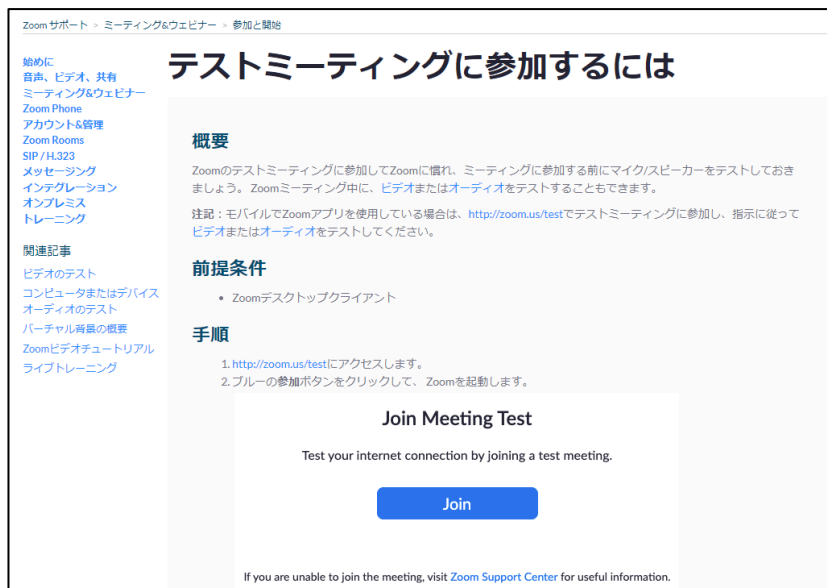 Zoom サポート > ミーティング&ウェビナー > 参加と開始
始めに
音声、ビデオ、共有
ミーティング&ウェビナー
Zoom Phone
アカウント&管理
Zoom Rooms
SIP / H.323
メッセージング
インテグレーション
オンプレミス
トレーニング
関連記事
ビデオのテスト
コンピュータまたはデバイス
オーディオのテスト
バーチャル背景の概要
Zoomビデオチュートリアル
ライブトレーニング
テストミーティングに参加するには
概要
Zoomのテストミーティングに参加してZoomに慣れ、ミーティングに参加する前にマイク/スピーカーをテストしておき
ましょう。 Zoomミーティング中に、ビデオまたはオーディオをテストすることもできます。
注記：モバイルでZoomアプリを使用している場合は、http://zoom.us/testでテストミーティングに参加し、指示に従って
ビデオまたはオーディオをテストしてください。
前提条件
• Zoomデスクトップクライアント
手順
1. http://zoom.us/testにアクセスします。
2. ブルーの参加ボタンをクリックして、 Zoomを起動します。
Join Meeting Test
Test your internet connection by joining a test meeting.
Join
If you are unable to join the meeting, visit Zoom Support Center for useful information.